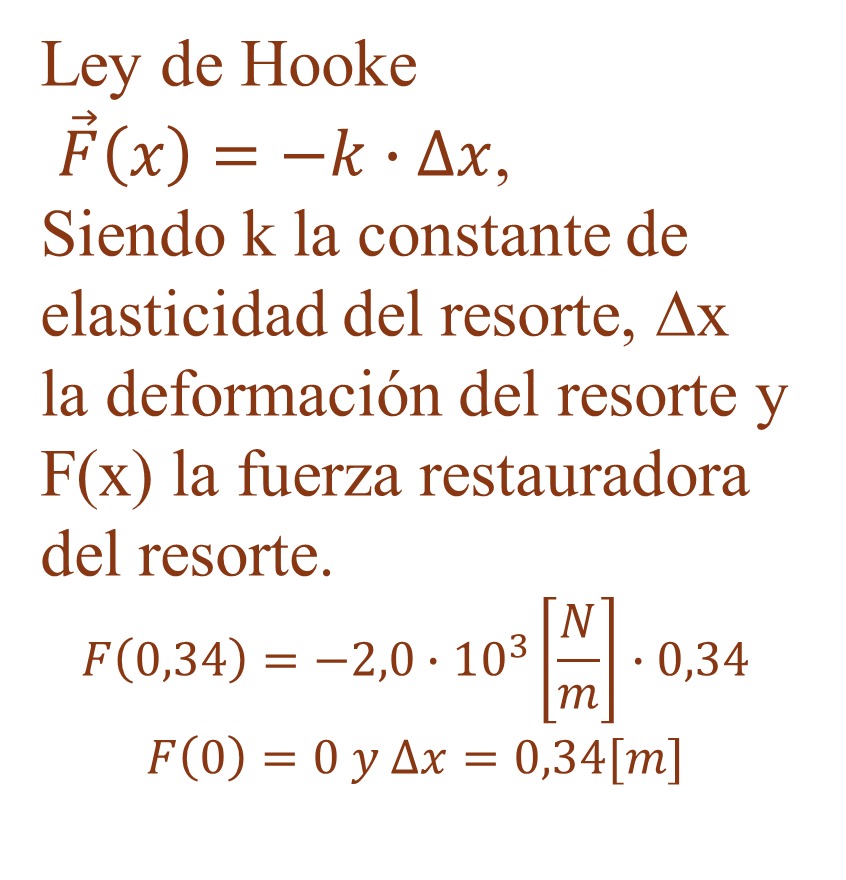 Ley de Hooke
$\vec{F}(x) = -k \cdot \Delta x,$
Siendo k la constante de
elasticidad del resorte, Δx
la deformación del resorte y
F(x) la fuerza restauradora
del resorte.
$F(0,34) = -2,0 \cdot 10^3 \left[\frac{N}{m}\right] \cdot 0,34$
$F(0) = 0 \; y \; \Delta x = 0,34[m]$